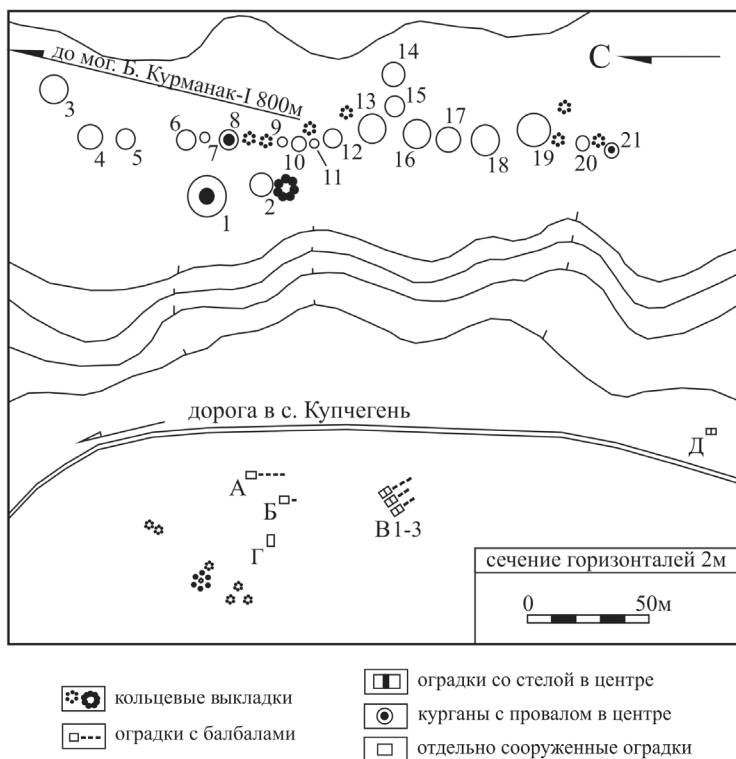 до мог. Б. Курманак-I 800м
С
14
15
3
13
17
8
9
6
4
5
7
10
11
12
16
18
19
20
21
2
1
дорога в с. Купчегень
Д
А
Б
В1-3
Г
сечение горизонталей 2м
0 50м
кольцевые выкладки
оградки с балбалами
оградки со стелой в центре
курганы с провалом в центре
отдельно сооруженные оградки